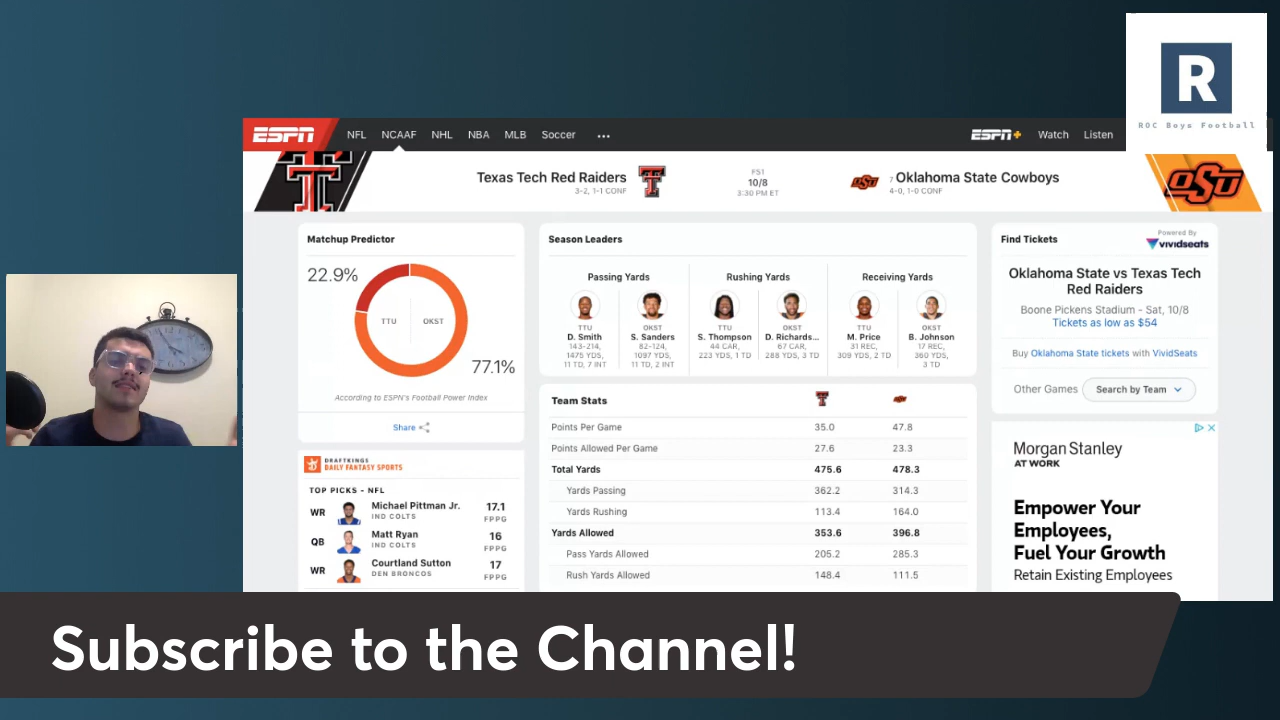 R
ROC Boys Football
ESPN NFL NCAAF NHL NBA MLB Soccer ... ESPN+ Watch Listen
Texas Tech Red Raiders
3-2, 1-1 CONF
FS1
10/8
3:30 PM ET
7 Oklahoma State Cowboys
4-0, 1-0 CONF
OSU
Matchup Predictor
22.9%
TTU OKST
77.1%
According to ESPN's Football Power Index
Share
DRAFTKINGS
DAILY FANTASY SPORTS
TOP PICKS - NFL
WR Michael Pittman Jr. 17.1
IND COLTS FPPG
QB Matt Ryan 16
IND COLTS FPPG
WR Courtland Sutton 17
DEN BRONCOS FPPG
Season Leaders
Passing Yards Rushing Yards Receiving Yards
TTU OKST TTU OKST TTU OKST
D. Smith S. Sanders S. Thompson D. Richards... M. Price B. Johnson
143-214, 82-124, 44 CAR, 67 CAR, 31 REC, 17 REC,
1475 YDS, 1097 YDS, 223 YDS, 1 TD 288 YDS, 3 TD 309 YDS, 2 TD 360 YDS,
11 TD, 7 INT 11 TD, 2 INT 3 TD
Team Stats
Points Per Game 35.0 47.8
Points Allowed Per Game 27.6 23.3
Total Yards 475.6 478.3
Yards Passing 362.2 314.3
Yards Rushing 113.4 164.0
Yards Allowed 353.6 396.8
Pass Yards Allowed 205.2 285.3
Rush Yards Allowed 148.4 111.5
Find Tickets
Powered By
vividseats
Oklahoma State vs Texas Tech
Red Raiders
Boone Pickens Stadium - Sat, 10/8
Tickets as low as $54
Buy Oklahoma State tickets with VividSeats
Other Games Search by Team
Morgan Stanley
AT WORK
Empower Your
Employees,
Fuel Your Growth
Retain Existing Employees
Subscribe to the Channel!